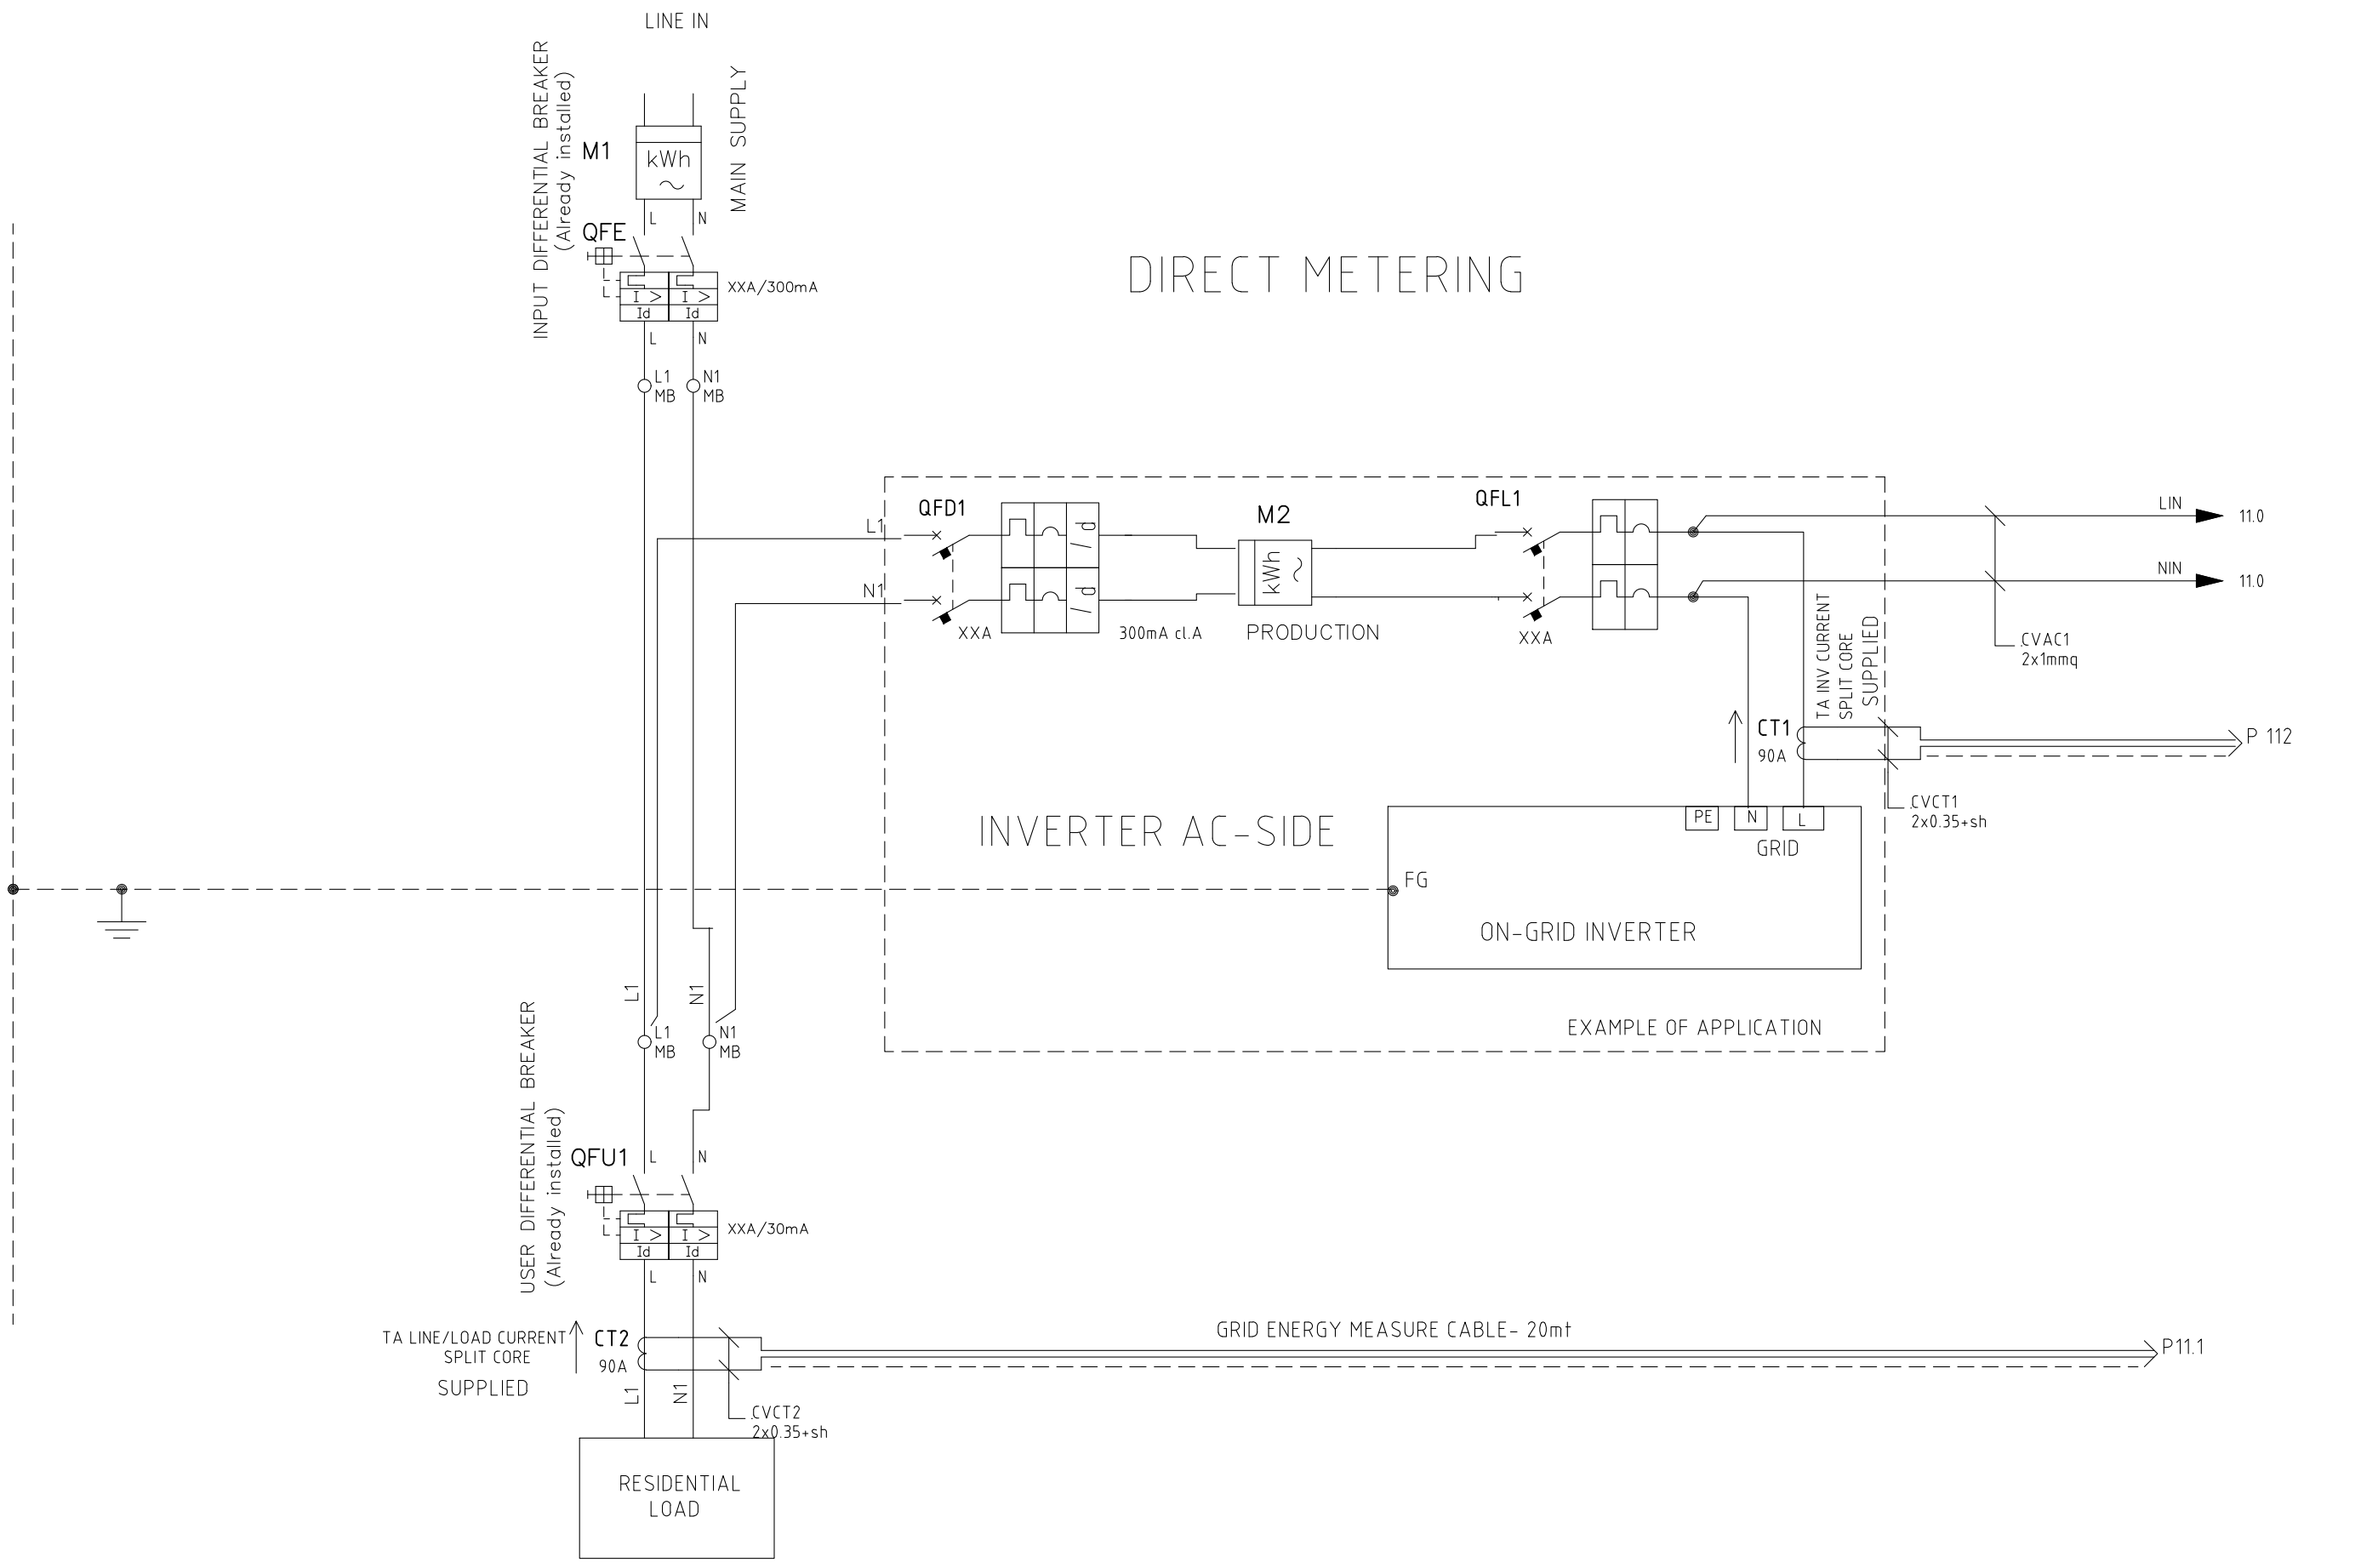 LINE IN
INPUT DIFFERENTIAL BREAKER
(Already installed)
M1
kWh
MAIN SUPPLY
L
N
QFE
I >
I >
Id
Id
XXA/300mA
L
N
L1
MB
N1
MB
DIRECT METERING
L1
QFD1
/d
M2
kWh
QFL1
LIN
11.0
N1
/d
XXA
300mA cl.A
PRODUCTION
XXA
NIN
11.0
CVAC1
2x1mmq
TA INV CURRENT
SPLIT CORE
SUPPLIED
CT1
90A
P 112
CVCT1
2x0.35+sh
INVERTER AC-SIDE
PE
N
L
GRID
FG
ON-GRID INVERTER
EXAMPLE OF APPLICATION
L1
N1
L1
MB
N1
MB
USER DIFFERENTIAL BREAKER
(Already installed)
QFU1
L
N
I >
I >
Id
Id
XXA/30mA
L
N
TA LINE/LOAD CURRENT
SPLIT CORE
SUPPLIED
CT2
90A
GRID ENERGY MEASURE CABLE- 20mt
P11.1
L1
N1
CVCT2
2x0.35+sh
RESIDENTIAL
LOAD